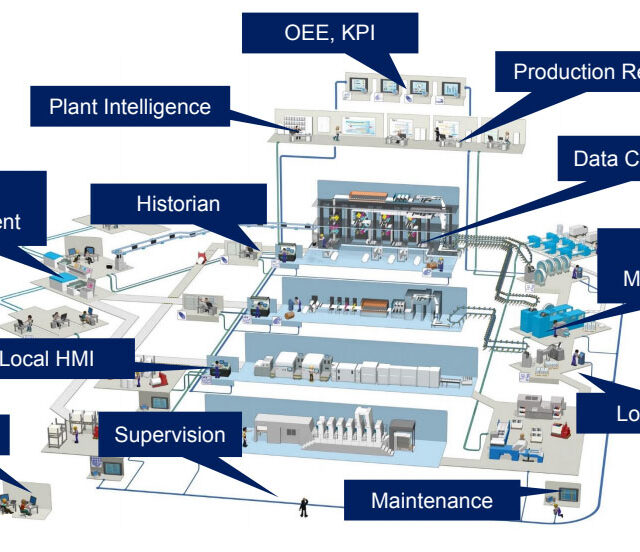 OEE, KPI
Production Re
Plant Intelligence
Data C
Historian
ent
M
Local HMI
Lo
Supervision
Maintenance